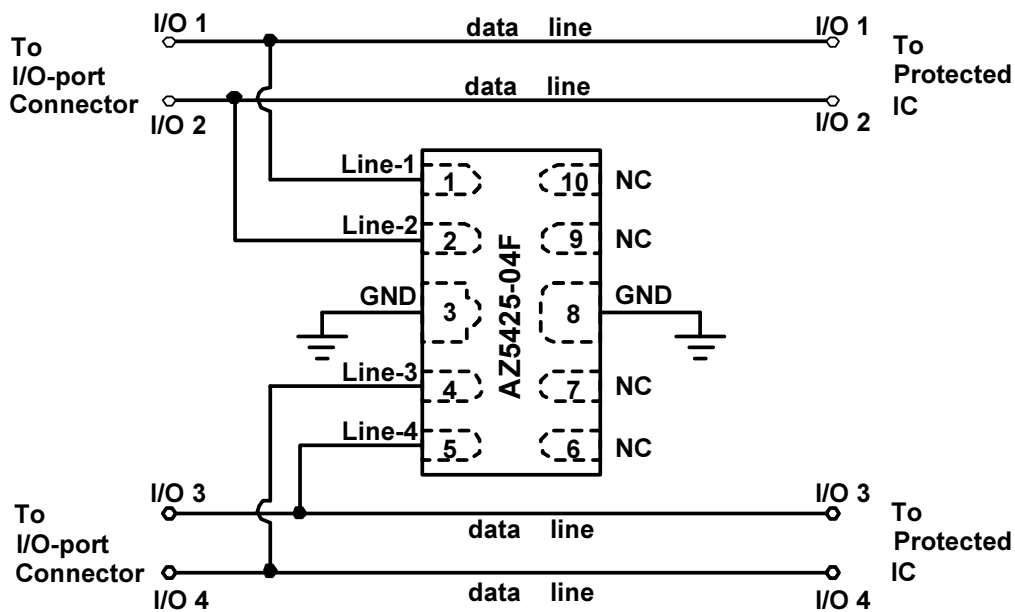 I/O 1
data line
I/O 1
To
I/O-port
Connector
To
Protected
IC
data line
I/O 2
I/O 2
Line-1
1
10
NC
Line-2
2
9
NC
AZ5425-04F
GND
3
8
GND
Line-3
4
7
NC
Line-4
5
6
NC
I/O 3
I/O 3
To
I/O-port
Connector
data line
To
Protected
IC
I/O 4
data line
I/O 4